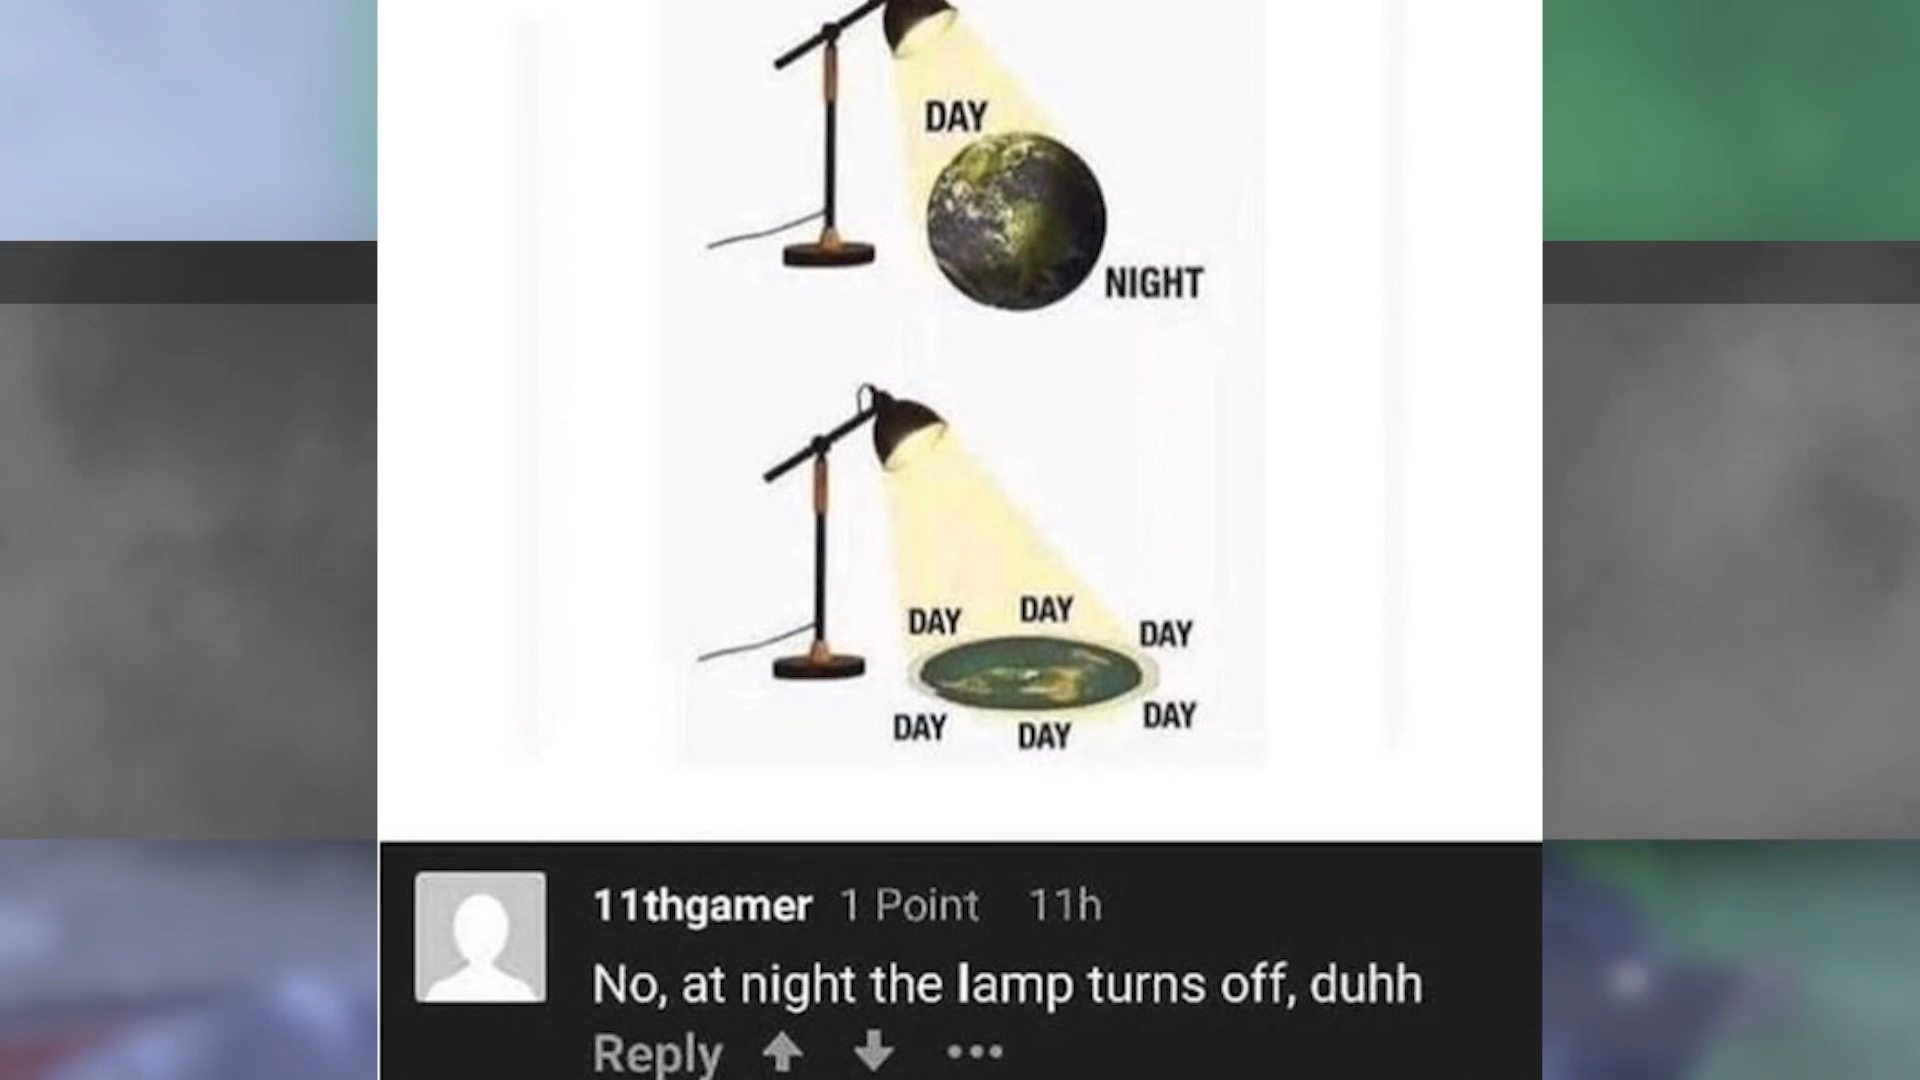 DAY
NIGHT
DAY
DAY
DAY
DAY
DAY
DAY
11thgamer 1 Point 11h
No, at night the lamp turns off, duhh
Reply